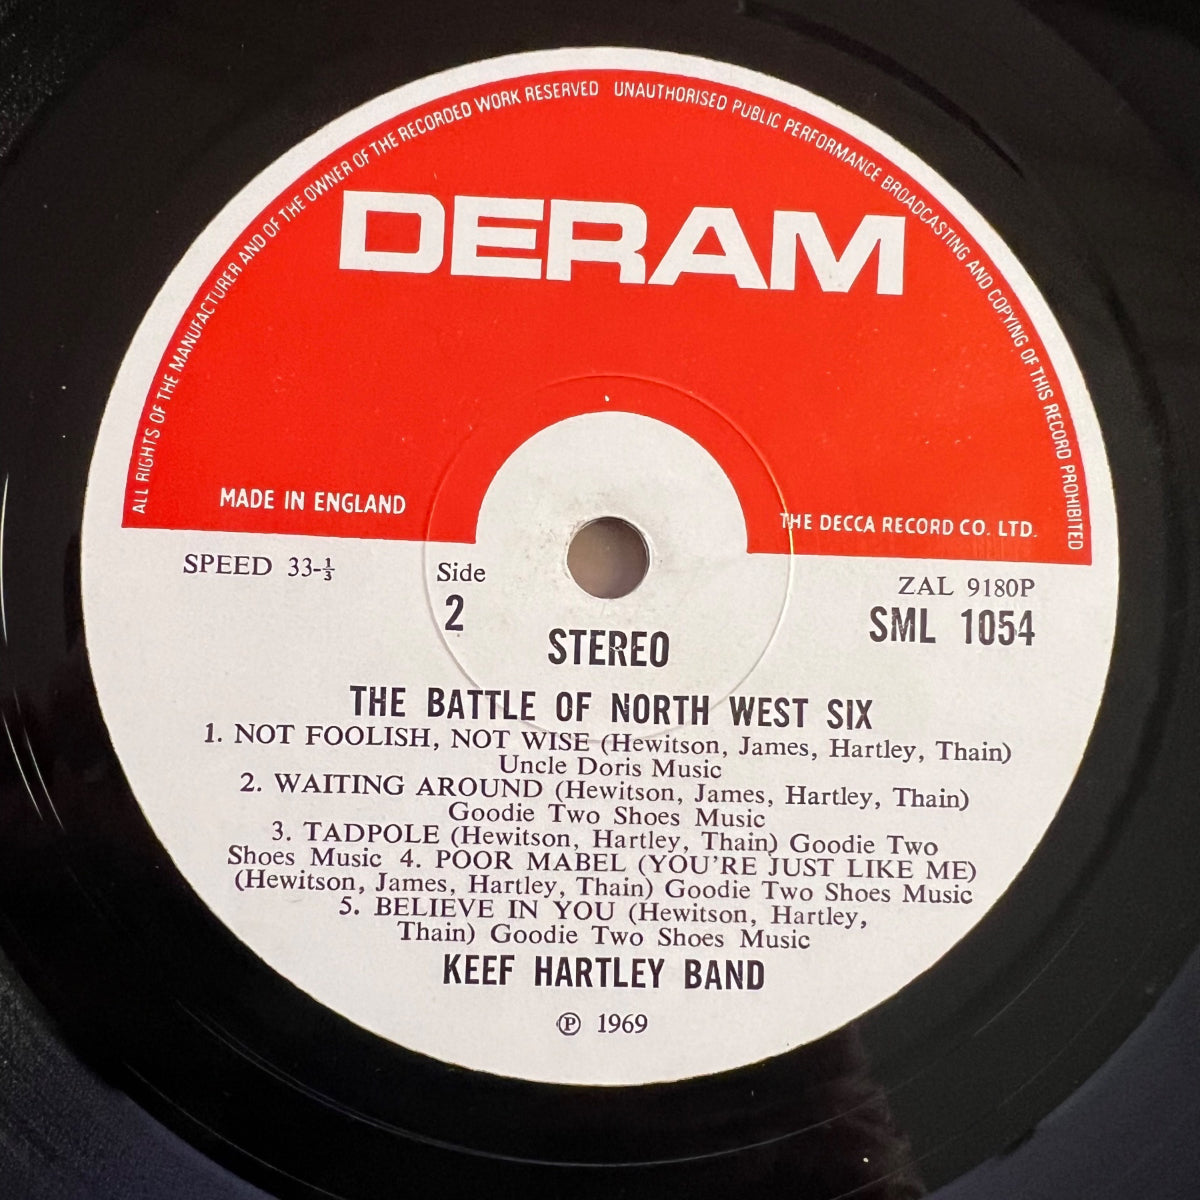 ALL RIGHTS OF THE MANUFACTURER AND OF THE OWNER OF THE RECORDED WORK RESERVED UNAUTHORISED PUBLIC PERFORMANCE BROADCASTING AND COPYING OF THIS RECORD PROHIBITED
DERAM
MADE IN ENGLAND
THE DECCA RECORD CO. LTD.
SPEED 33-⅓
Side
2
ZAL 9180P
SML 1054
STEREO
THE BATTLE OF NORTH WEST SIX
1. NOT FOOLISH, NOT WISE (Hewitson, James, Hartley, Thain)
Uncle Doris Music
2. WAITING AROUND (Hewitson, James, Hartley, Thain)
Goodie Two Shoes Music
3. TADPOLE (Hewitson, Hartley, Thain) Goodie Two
Shoes Music 4. POOR MABEL (YOU'RE JUST LIKE ME)
(Hewitson, James, Hartley, Thain) Goodie Two Shoes Music
5. BELIEVE IN YOU (Hewitson, Hartley,
Thain) Goodie Two Shoes Music
KEEF HARTLEY BAND
℗ 1969